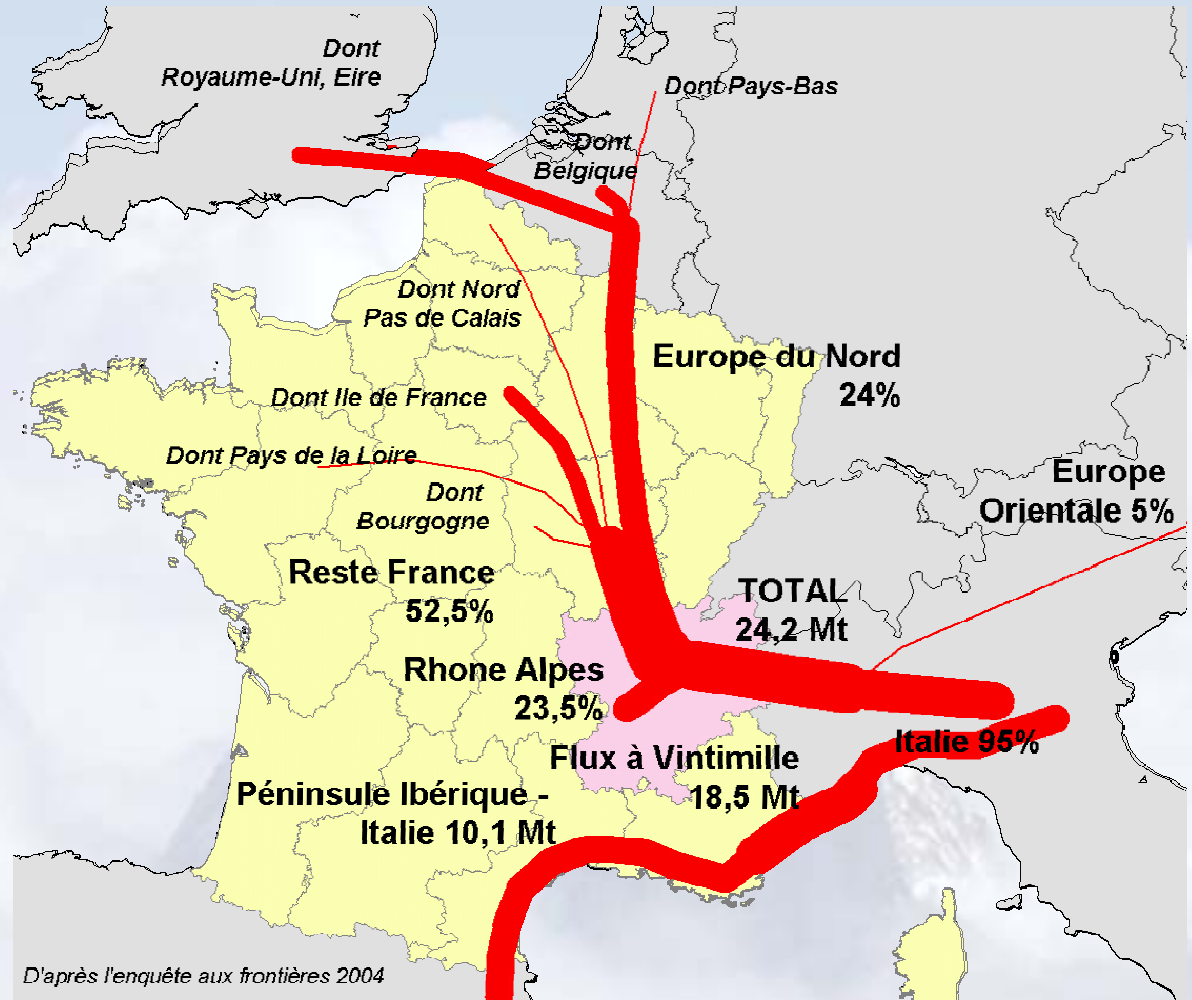 Dont
Royaume-Uni, Eire
Dont Pays-Bas
Dont
Belgique
Dont Nord
Pas de Calais
Europe du Nord
24%
Dont Ile de France
Dont Pays de la Loire
Europe
Orientale 5%
Dont
Bourgogne
Reste France
52,5%
TOTAL
24,2 Mt
Rhone Alpes
23,5%
Italie 95%
Flux à Vintimille
18,5 Mt
Péninsule Ibérique -
Italie 10,1 Mt
D'après l'enquête aux frontières 2004